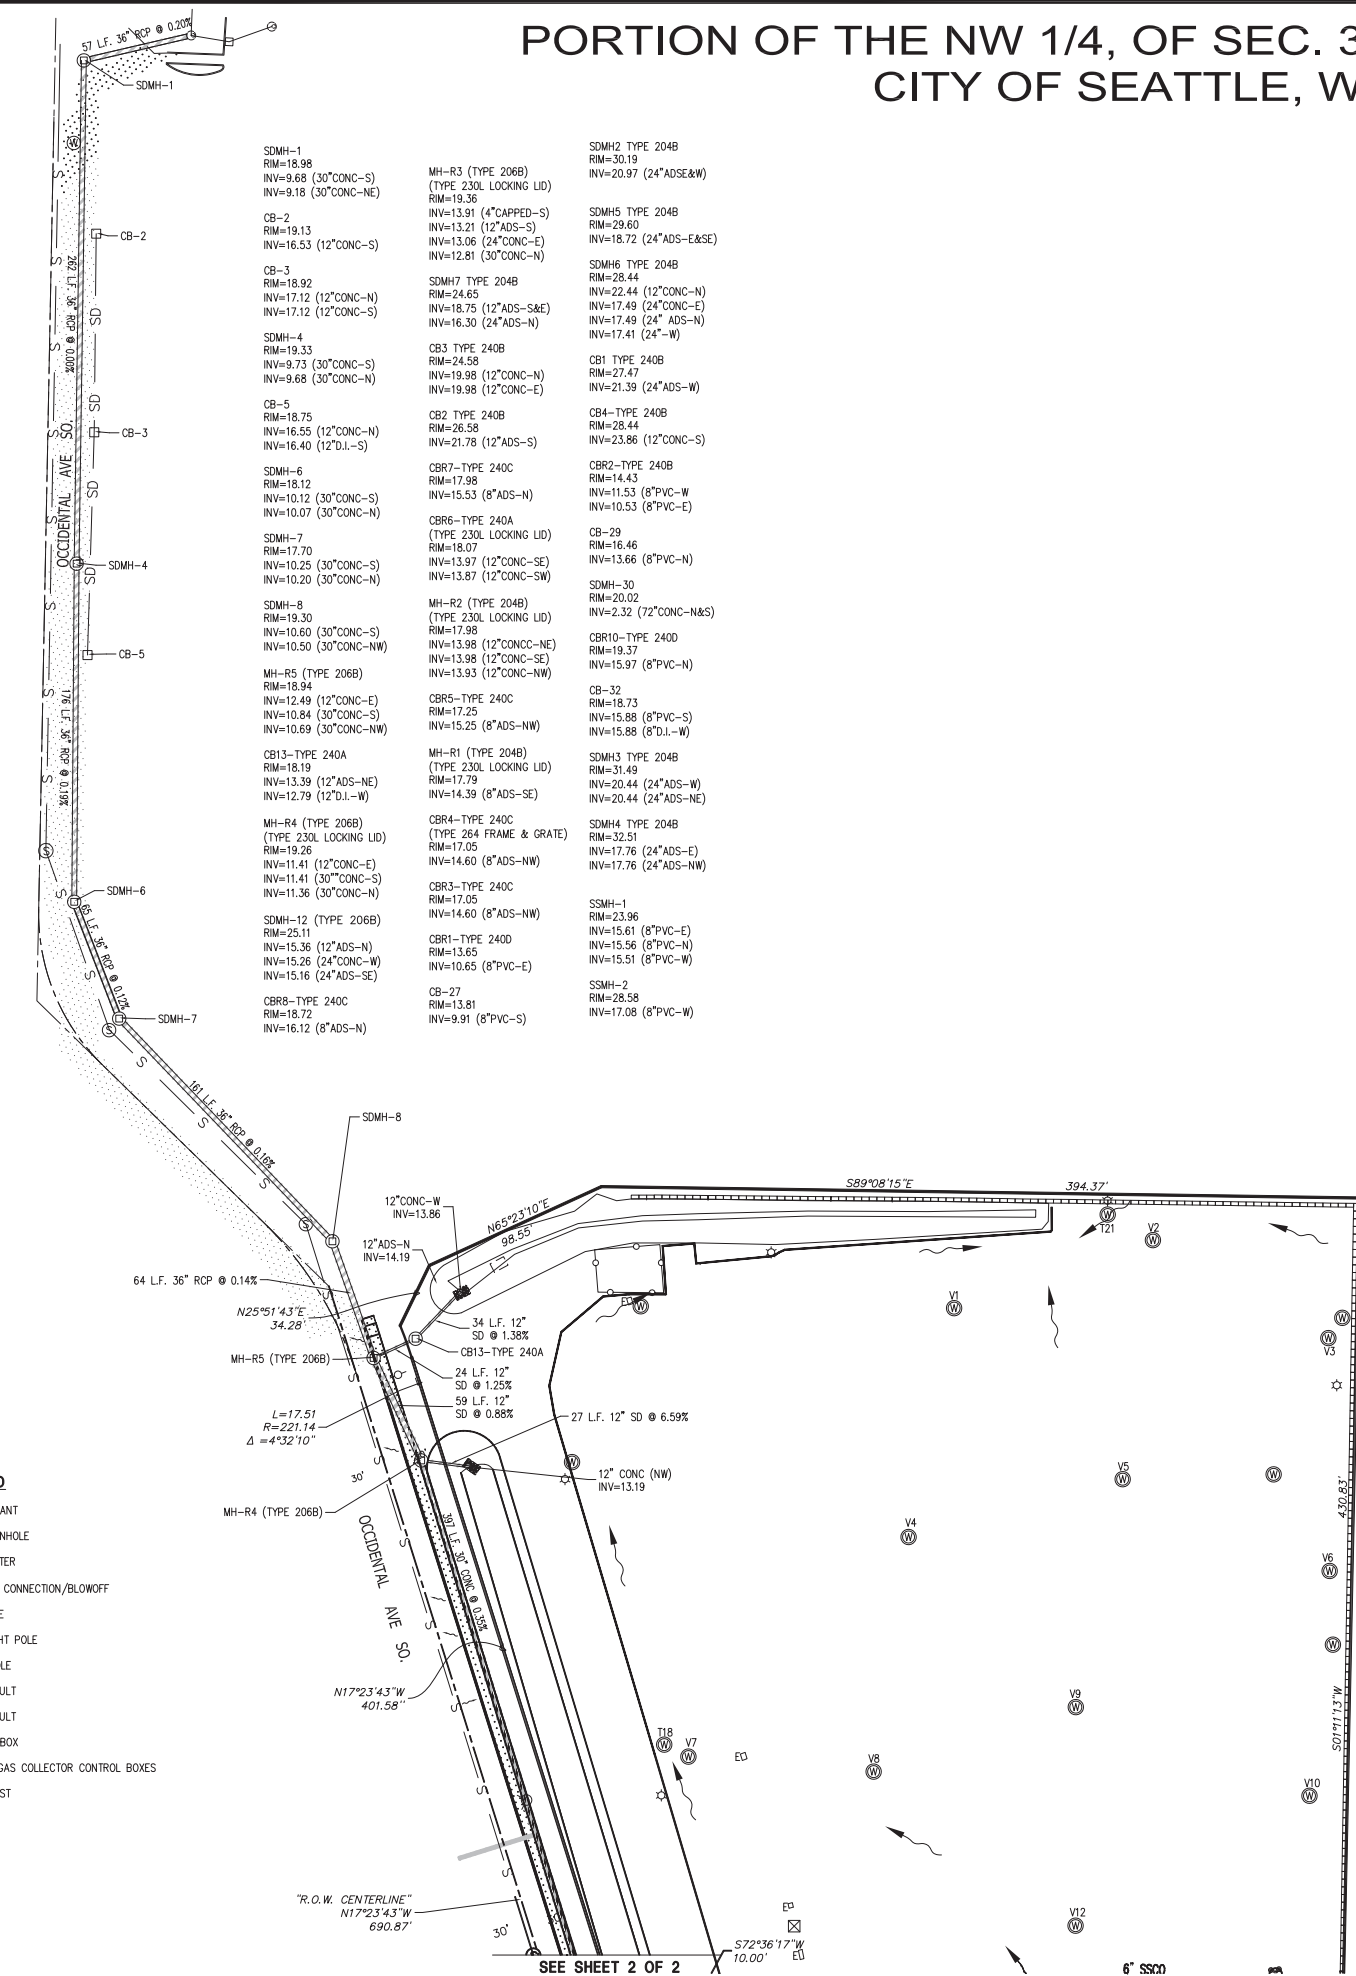 PORTION OF THE NW 1/4, OF SEC. 3
CITY OF SEATTLE, W
57 L.F. 36" RCP @ 0.20%
SDMH-1
W
CB-2
262 L.F. 36" RCP @ 0.00%
SD
SD
CB-3
OCCIDENTAL AVE SO.
SD
SDMH-4
SD
CB-5
176 L.F. 36" RCP @ 0.19%
S
SDMH-6
65 L.F. 36" RCP @ 0.12%
SDMH-7
S
161 L.F. 36" RCP @ 0.16%
SDMH-8
SDMH-1
RIM=18.98
INV=9.68 (30"CONC-S)
INV=9.18 (30"CONC-NE)
CB-2
RIM=19.13
INV=16.53 (12"CONC-S)
CB-3
RIM=18.92
INV=17.12 (12"CONC-N)
INV=17.12 (12"CONC-S)
SDMH-4
RIM=19.33
INV=9.73 (30"CONC-S)
INV=9.68 (30"CONC-N)
CB-5
RIM=18.75
INV=16.55 (12"CONC-N)
INV=16.40 (12"D.I.-S)
SDMH-6
RIM=18.12
INV=10.12 (30"CONC-S)
INV=10.07 (30"CONC-N)
SDMH-7
RIM=17.70
INV=10.25 (30"CONC-S)
INV=10.20 (30"CONC-N)
SDMH-8
RIM=19.30
INV=10.60 (30"CONC-S)
INV=10.50 (30"CONC-NW)
MH-R5 (TYPE 206B)
RIM=18.94
INV=12.49 (12"CONC-E)
INV=10.84 (30"CONC-S)
INV=10.69 (30"CONC-NW)
CB13-TYPE 240A
RIM=18.19
INV=13.39 (12"ADS-NE)
INV=12.79 (12"D.I.-W)
MH-R4 (TYPE 206B)
(TYPE 230L LOCKING LID)
RIM=19.26
INV=11.41 (12"CONC-E)
INV=11.41 (30""CONC-S)
INV=11.36 (30"CONC-N)
SDMH-12 (TYPE 206B)
RIM=25.11
INV=15.36 (12"ADS-N)
INV=15.26 (24"CONC-W)
INV=15.16 (24"ADS-SE)
CBR8-TYPE 240C
RIM=18.72
INV=16.12 (8"ADS-N)
MH-R3 (TYPE 206B)
(TYPE 230L LOCKING LID)
RIM=19.36
INV=13.91 (4"CAPPED-S)
INV=13.21 (12"ADS-S)
INV=13.06 (24"CONC-E)
INV=12.81 (30"CONC-N)
SDMH7 TYPE 204B
RIM=24.65
INV=18.75 (12"ADS-S&E)
INV=16.30 (24"ADS-N)
CB3 TYPE 240B
RIM=24.58
INV=19.98 (12"CONC-N)
INV=19.98 (12"CONC-E)
CB2 TYPE 240B
RIM=26.58
INV=21.78 (12"ADS-S)
CBR7-TYPE 240C
RIM=17.98
INV=15.53 (8"ADS-N)
CBR6-TYPE 240A
(TYPE 230L LOCKING LID)
RIM=18.07
INV=13.97 (12"CONC-SE)
INV=13.87 (12"CONC-SW)
MH-R2 (TYPE 204B)
(TYPE 230L LOCKING LID)
RIM=17.98
INV=13.98 (12"CONCC-NE)
INV=13.98 (12"CONC-SE)
INV=13.93 (12"CONC-NW)
CBR5-TYPE 240C
RIM=17.25
INV=15.25 (8"ADS-NW)
MH-R1 (TYPE 204B)
(TYPE 230L LOCKING LID)
RIM=17.79
INV=14.39 (8"ADS-SE)
CBR4-TYPE 240C
(TYPE 264 FRAME & GRATE)
RIM=17.05
INV=14.60 (8"ADS-NW)
CBR3-TYPE 240C
RIM=17.05
INV=14.60 (8"ADS-NW)
CBR1-TYPE 240D
RIM=13.65
INV=10.65 (8"PVC-E)
CB-27
RIM=13.81
INV=9.91 (8"PVC-S)
SDMH2 TYPE 204B
RIM=30.19
INV=20.97 (24"ADSE&W)
SDMH5 TYPE 204B
RIM=29.60
INV=18.72 (24"ADS-E&SE)
SDMH6 TYPE 204B
RIM=28.44
INV=22.44 (12"CONC-N)
INV=17.49 (24"CONC-E)
INV=17.49 (24" ADS-N)
INV=17.41 (24"-W)
CB1 TYPE 240B
RIM=27.47
INV=21.39 (24"ADS-W)
CB4-TYPE 240B
RIM=28.44
INV=23.86 (12"CONC-S)
CBR2-TYPE 240B
RIM=14.43
INV=11.53 (8"PVC-W
INV=10.53 (8"PVC-E)
CB-29
RIM=16.46
INV=13.66 (8"PVC-N)
SDMH-30
RIM=20.02
INV=2.32 (72"CONC-N&S)
CBR10-TYPE 240D
RIM=19.37
INV=15.97 (8"PVC-N)
CB-32
RIM=18.73
INV=15.88 (8"PVC-S)
INV=15.88 (8"D.I.-W)
SDMH3 TYPE 204B
RIM=31.49
INV=20.44 (24"ADS-W)
INV=20.44 (24"ADS-NE)
SDMH4 TYPE 204B
RIM=32.51
INV=17.76 (24"ADS-E)
INV=17.76 (24"ADS-NW)
SSMH-1
RIM=23.96
INV=15.61 (8"PVC-E)
INV=15.56 (8"PVC-N)
INV=15.51 (8"PVC-W)
SSMH-2
RIM=28.58
INV=17.08 (8"PVC-W)
12"CONC-W
INV=13.86
12"ADS-N
INV=14.19
N65°23'10"E
98.55'
S89°08'15"E
394.37'
T21
V2
64 L.F. 36" RCP @ 0.14%
N25°51'43"E
34.28'
34 L.F. 12"
SD @ 1.38%
CB13-TYPE 240A
V1
V3
MH-R5 (TYPE 206B)
24 L.F. 12"
SD @ 1.25%
59 L.F. 12"
SD @ 0.88%
L=17.51
R=221.14
Δ =4°32'10"
27 L.F. 12" SD @ 6.59%
30'
12" CONC (NW)
INV=13.19
V5
MH-R4 (TYPE 206B)
V4
430.83'
OCCIDENTAL AVE SO.
397 L.F. 30" CONC @ 0.35%
V6
D
ANT
NHOLE
TER
CONNECTION/BLOWOFF
E
HT POLE
LE
ULT
ULT
BOX
GAS COLLECTOR CONTROL BOXES
ST
N17°23'43"W
401.58''
V9
S01°11'13"W
T18
V7
V8
V10
"R.O.W. CENTERLINE"
N17°23'43"W
690.87'
30'
V12
S72°36'17"W
10.00'
SEE SHEET 2 OF 2
6" SSCO